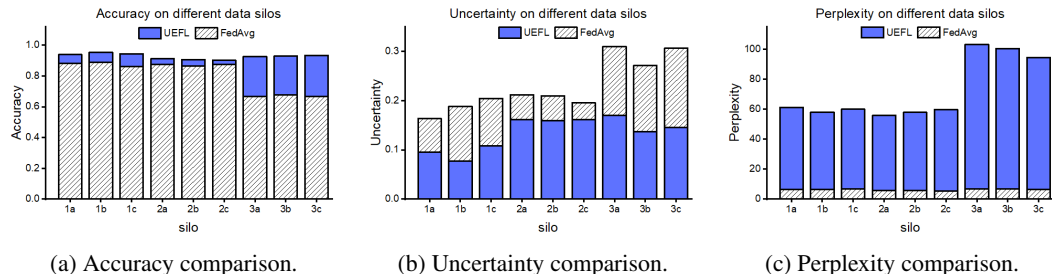 Accuracy on different data silos
UEFL FedAvg
1.0
0.8
0.6
0.4
0.2
0.0
Accuracy
1a 1b 1c 2a 2b 2c 3a 3b 3c
silo
(a) Accuracy comparison.
Uncertainty on different data silos
UEFL FedAvg
0.3
0.2
0.1
0.0
Uncertainty
1a 1b 1c 2a 2b 2c 3a 3b 3c
silo
(b) Uncertainty comparison.
Perplexity on different data silos
UEFL FedAvg
100
80
60
40
20
0
Perplexity
1a 1b 1c 2a 2b 2c 3a 3b 3c
silo
(c) Perplexity comparison.